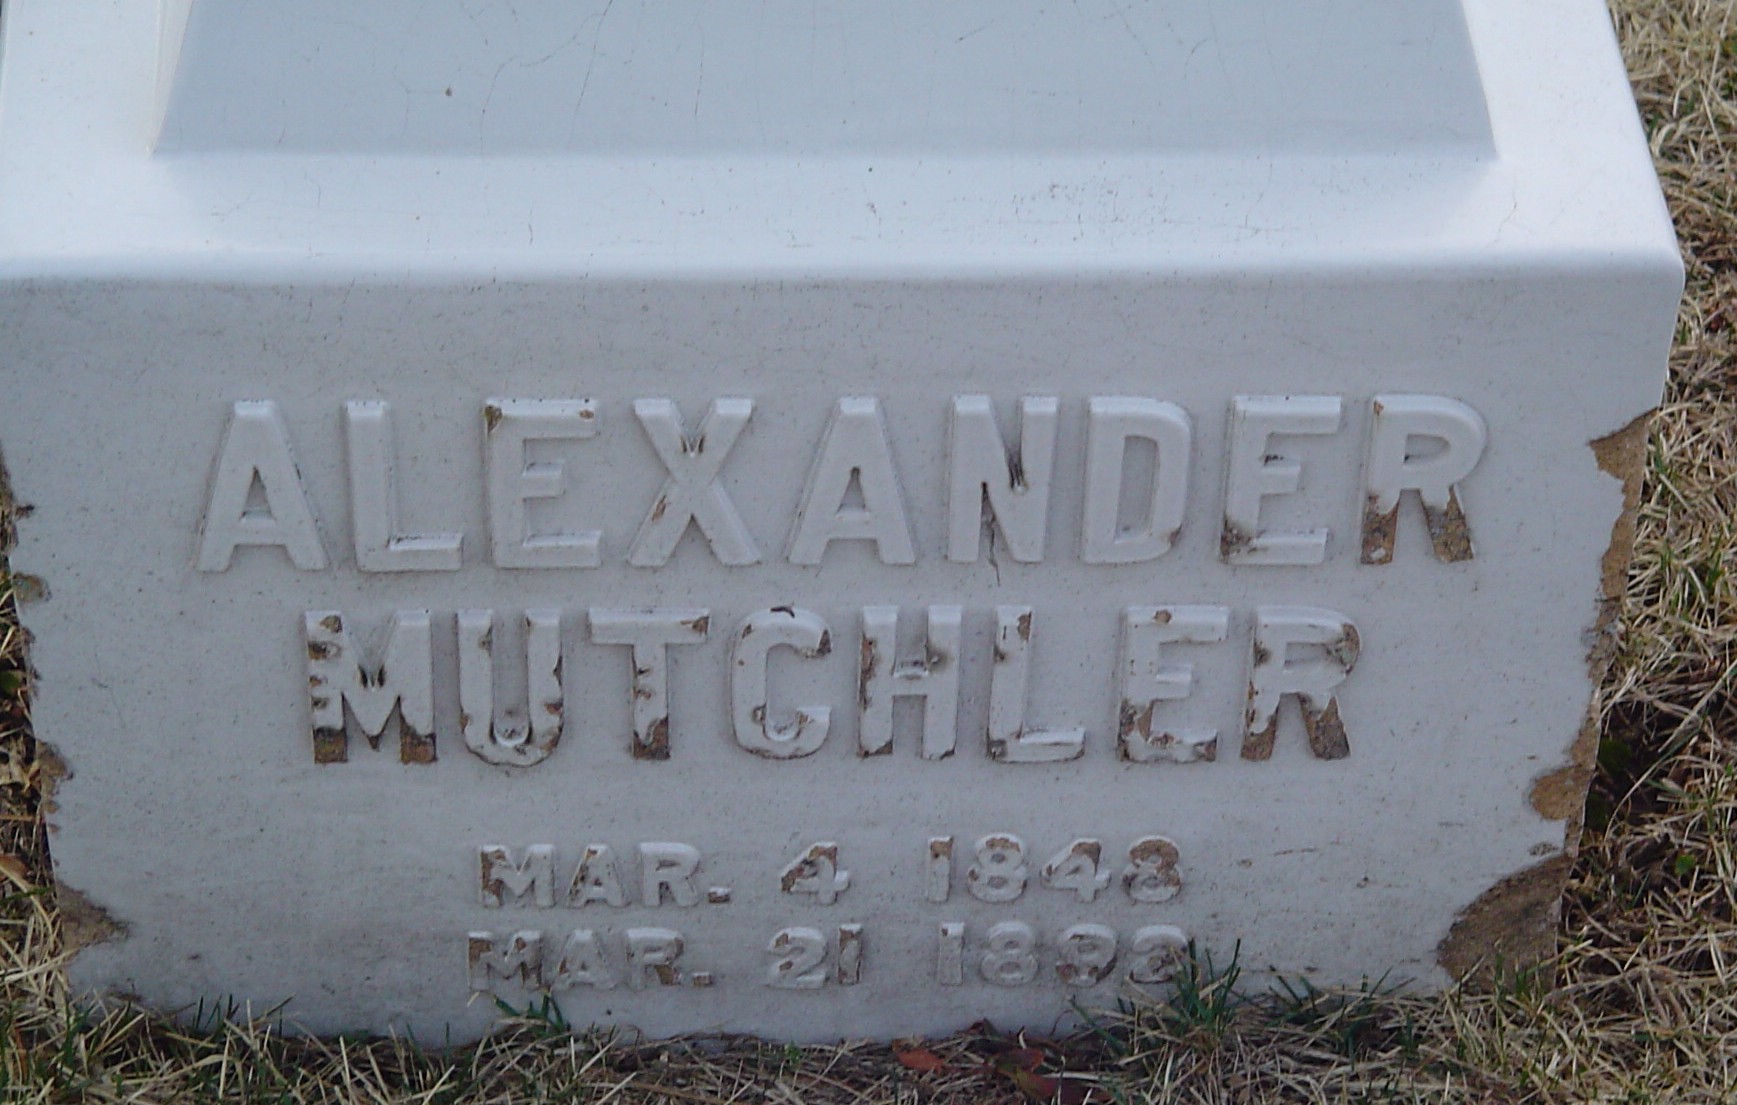 ALEXANDER
MUTCHLER
MAR. 4 1848
MAR. 21